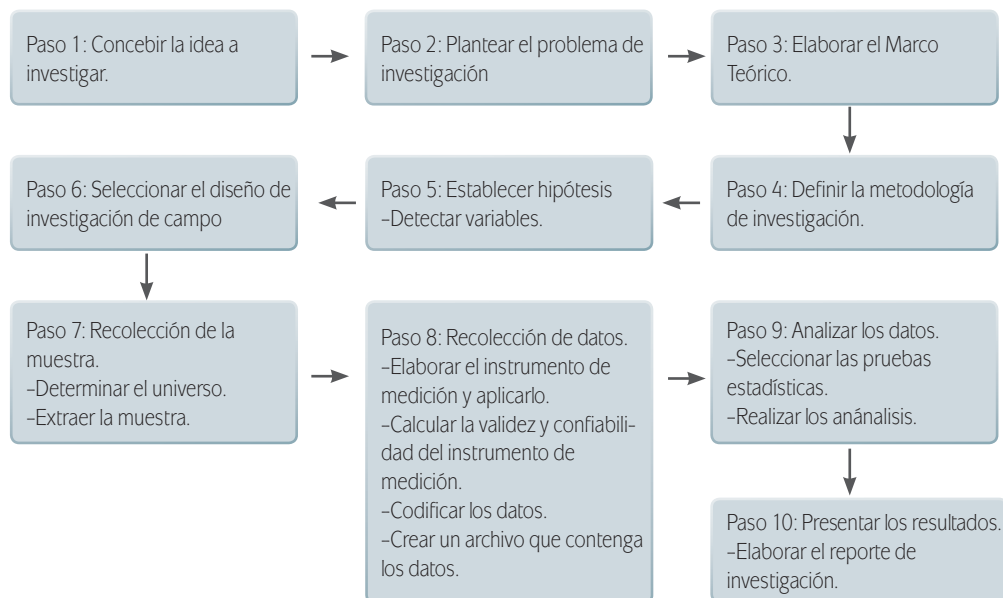 Paso 1: Concebir la idea a
investigar.
Paso 2: Plantear el problema de
investigación
Paso 3: Elaborar el Marco
Teórico.
Paso 4: Definir la metodología
de investigación.
Paso 5: Establecer hipótesis
–Detectar variables.
Paso 6: Seleccionar el diseño de
investigación de campo
Paso 7: Recolección de la
muestra.
–Determinar el universo.
–Extraer la muestra.
Paso 8: Recolección de datos.
–Elaborar el instrumento de
medición y aplicarlo.
–Calcular la validez y confiabili-
dad del instrumento de
medición.
–Codificar los datos.
–Crear un archivo que contenga
los datos.
Paso 9: Analizar los datos.
–Seleccionar las pruebas
estadísticas.
–Realizar los anánalisis.
Paso 10: Presentar los resultados.
–Elaborar el reporte de
investigación.